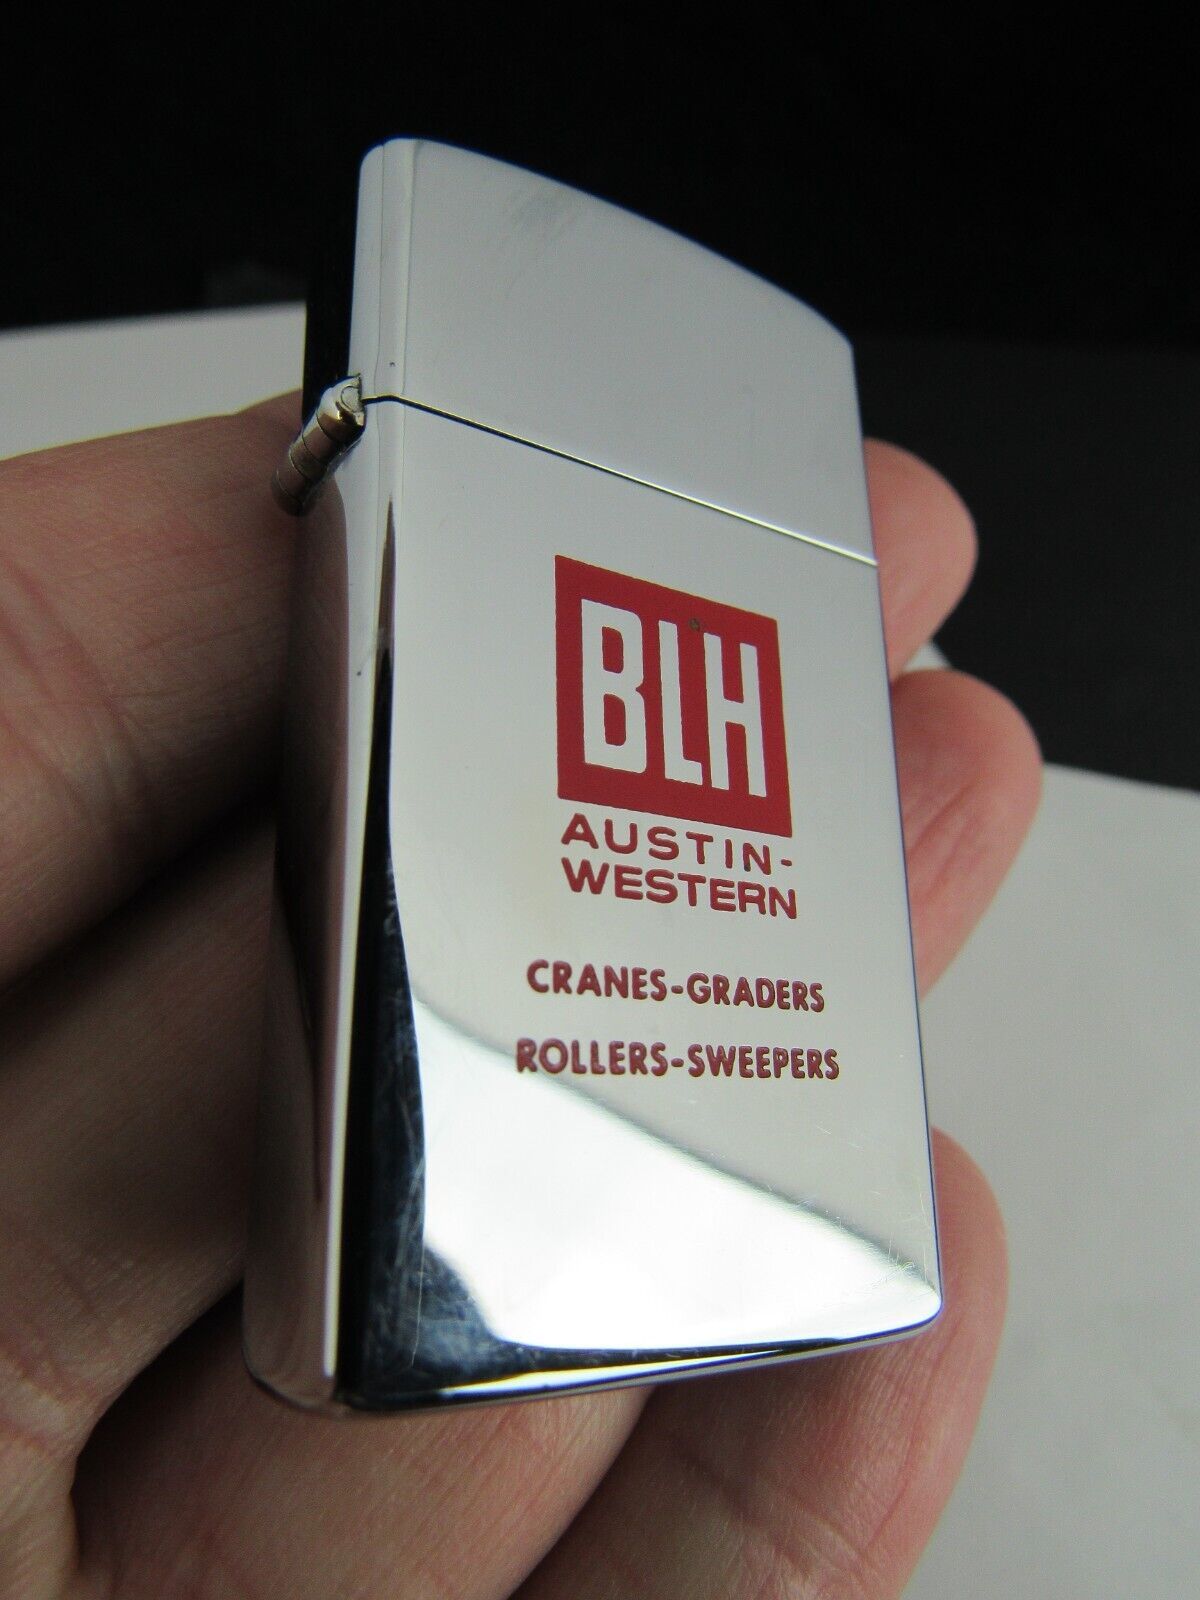 BLH
AUSTIN-
WESTERN
CRANES-GRADERS
ROLLERS-SWEEPERS